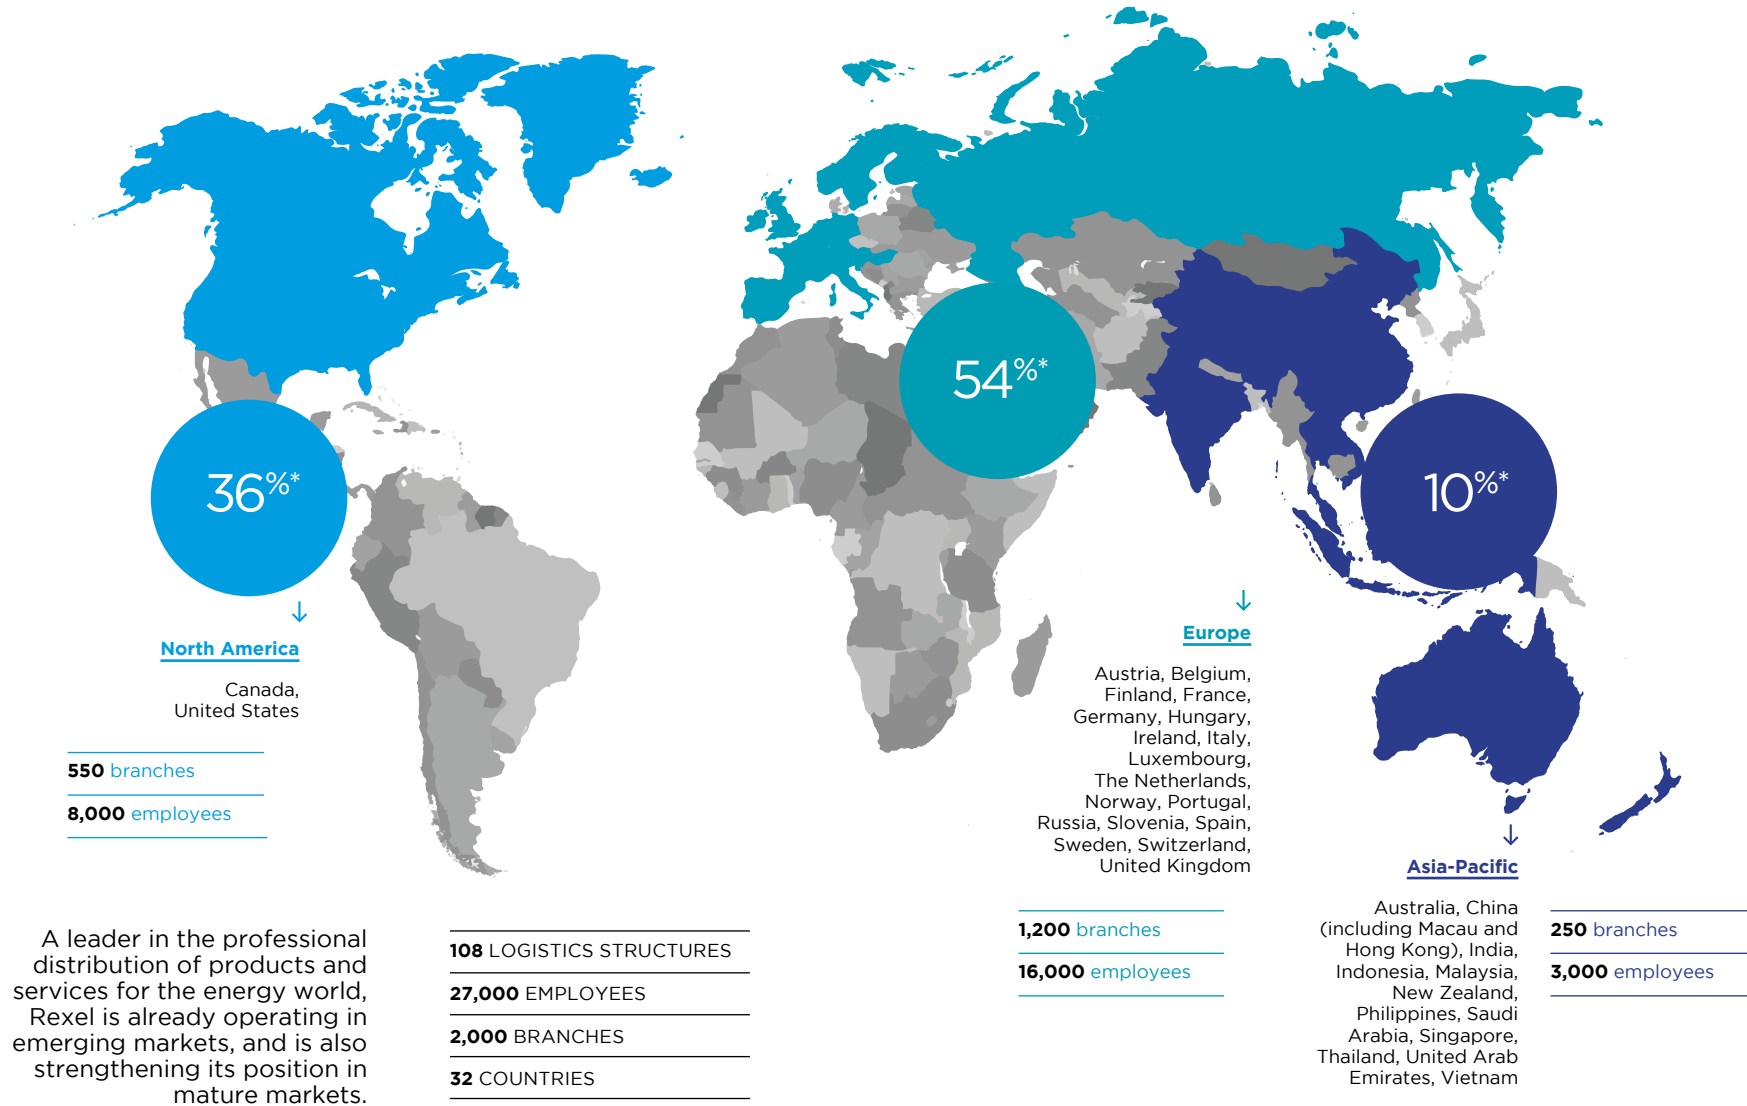 36%*
North America
Canada,
United States
550 branches
8,000 employees
54%*
Europe
Austria, Belgium,
Finland, France,
Germany, Hungary,
Ireland, Italy,
Luxembourg,
The Netherlands,
Norway, Portugal,
Russia, Slovenia, Spain,
Sweden, Switzerland,
United Kingdom
1,200 branches
16,000 employees
10%*
Asia-Pacific
Australia, China
(including Macau and
Hong Kong), India,
Indonesia, Malaysia,
New Zealand,
Philippines, Saudi
Arabia, Singapore,
Thailand, United Arab
Emirates, Vietnam
250 branches
3,000 employees
A leader in the professional
distribution of products and
services for the energy world,
Rexel is already operating in
emerging markets, and is also
strengthening its position in
mature markets.
108 LOGISTICS STRUCTURES
27,000 EMPLOYEES
2,000 BRANCHES
32 COUNTRIES